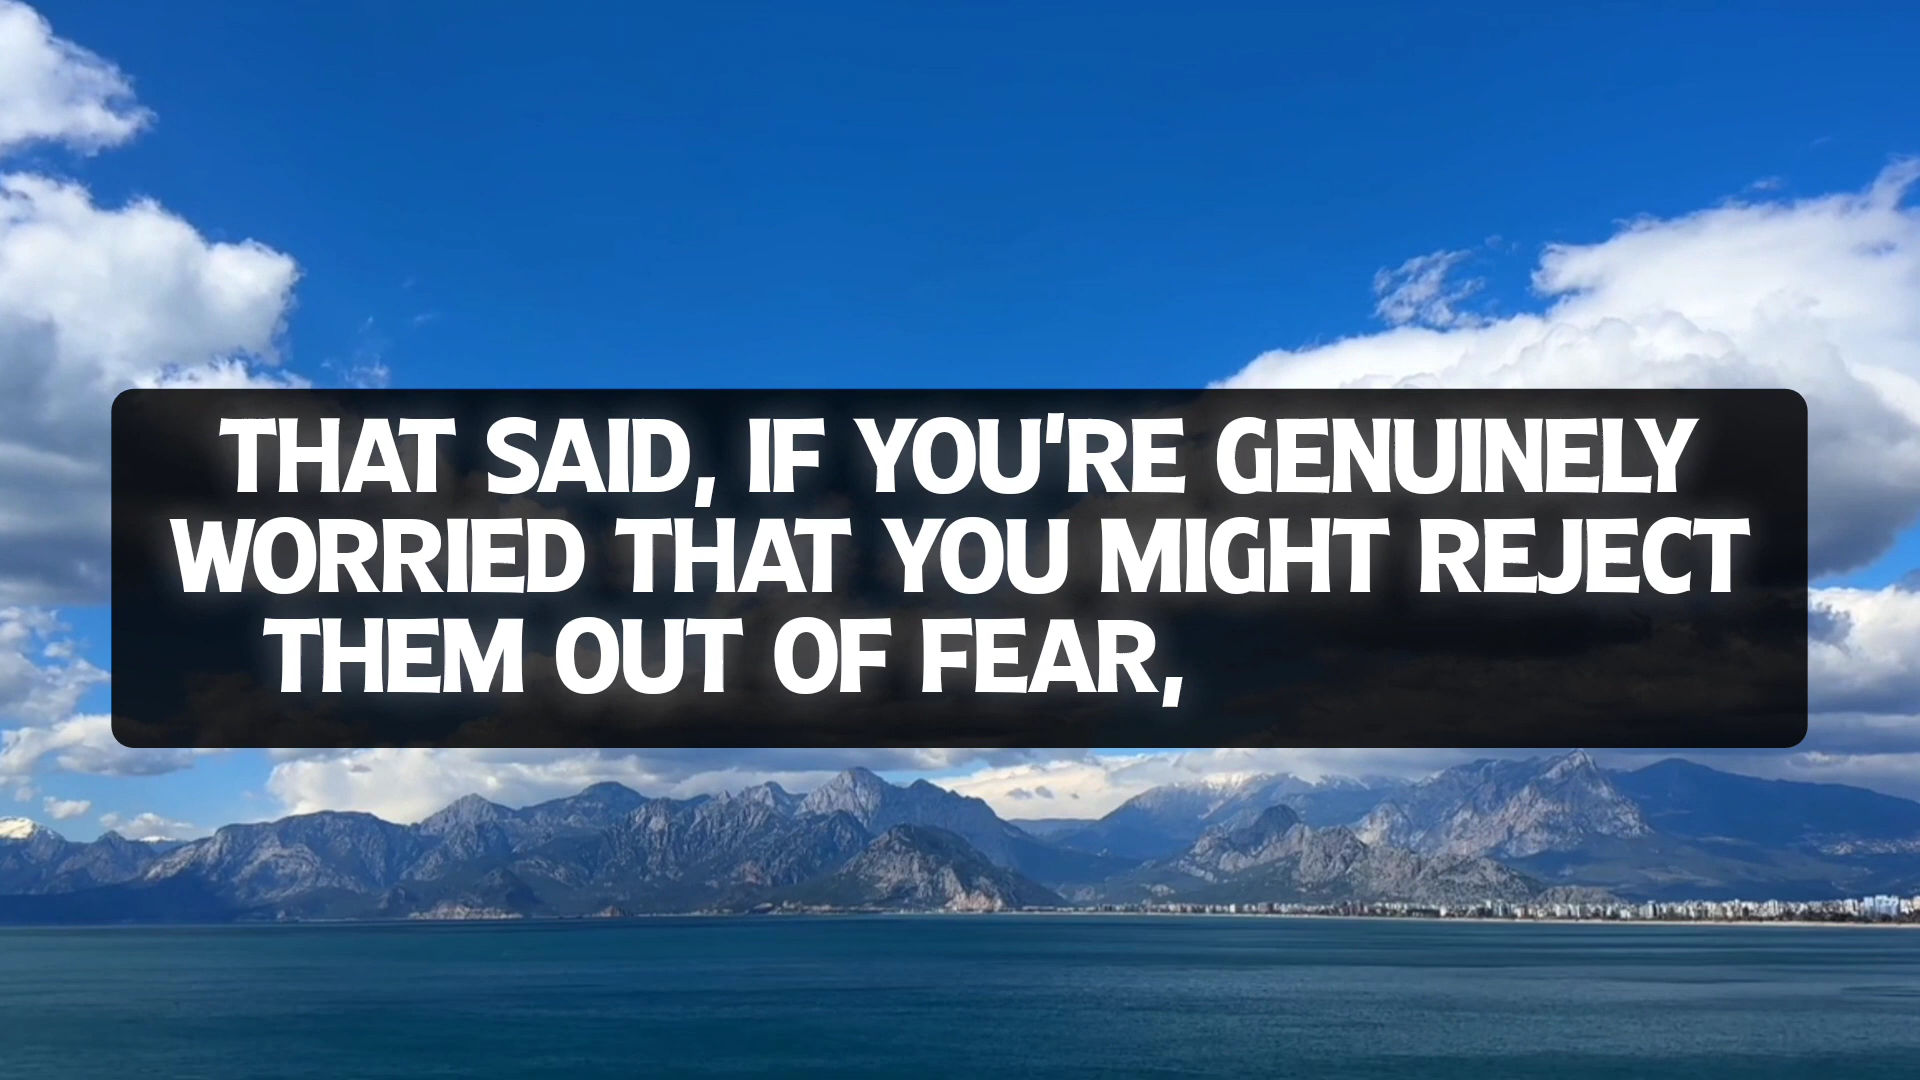 THAT SAID, IF YOU'RE GENUINELY
WORRIED THAT YOU MIGHT REJECT
THEM OUT OF FEAR,